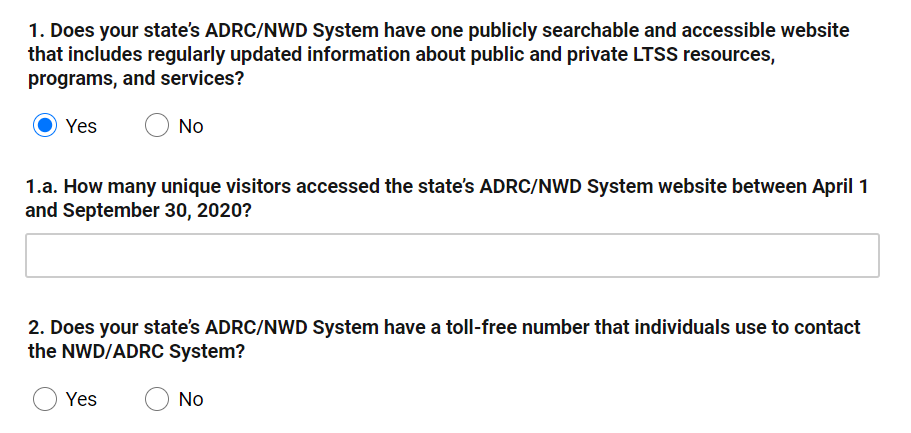 1. Does your state’s ADRC/NWD System have one publicly searchable and accessible website
that includes regularly updated information about public and private LTSS resources,
programs, and services?
Yes No
1.a. How many unique visitors accessed the state’s ADRC/NWD System website between April 1
and September 30, 2020?
2. Does your state’s ADRC/NWD System have a toll-free number that individuals use to contact
the NWD/ADRC System?
Yes No